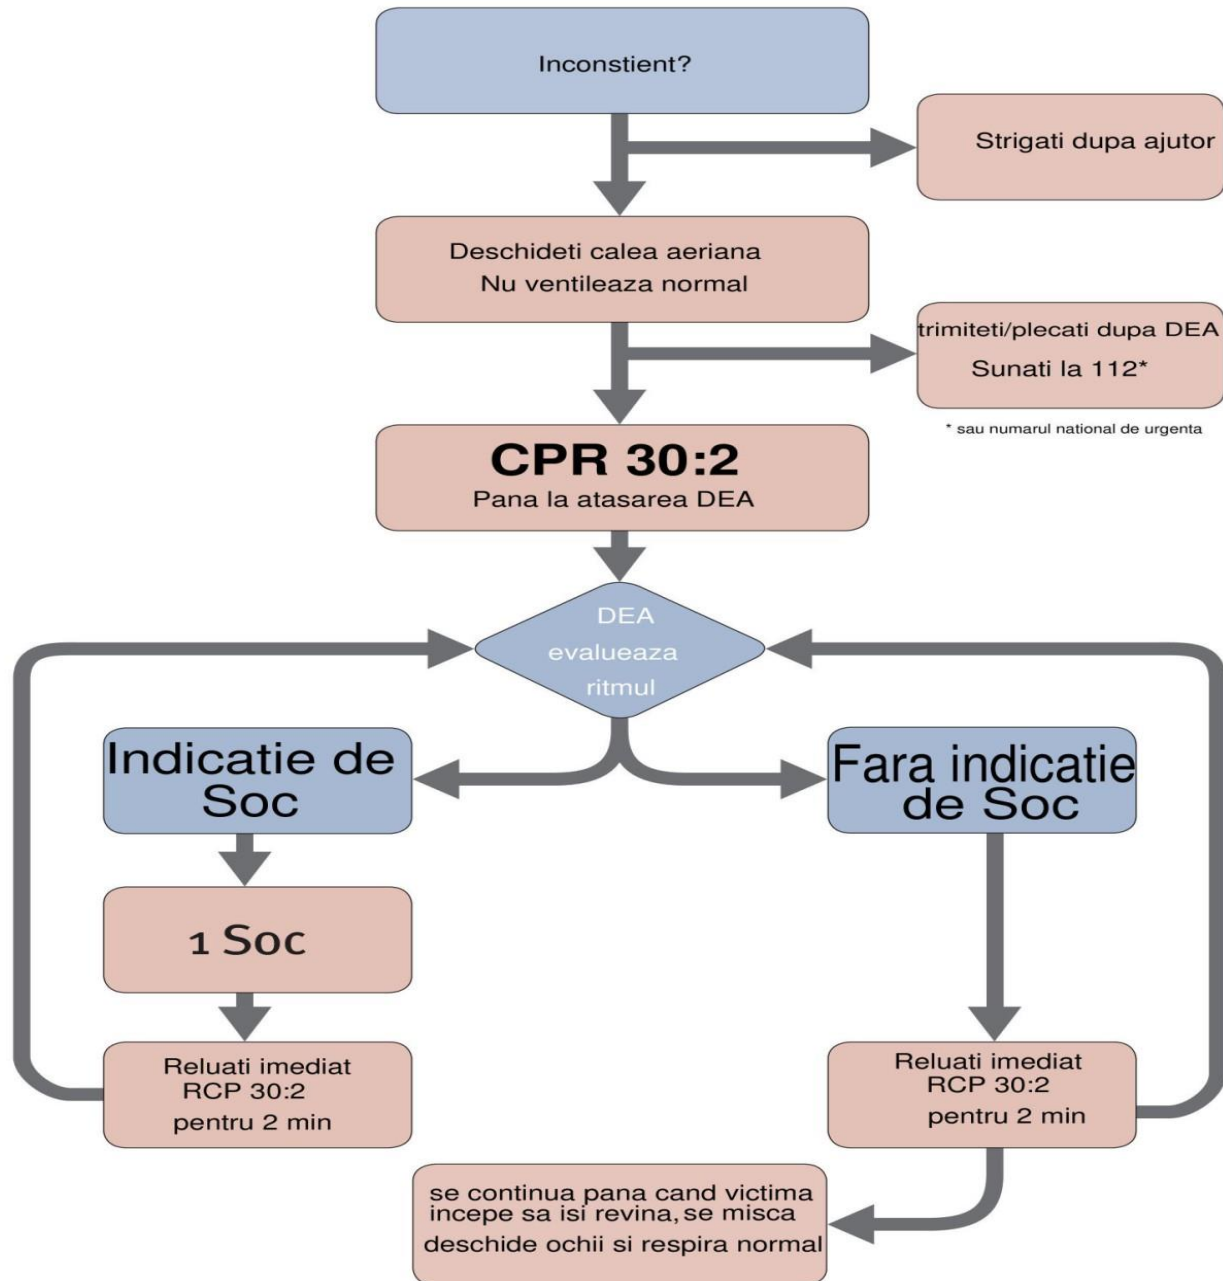 Inconstient?
Strigati dupa ajutor
Deschideti calea aeriana
Nu ventileaza normal
trimiteti/plecati dupa DEA
Sunati la 112*
* sau numarul national de urgenta
CPR 30:2
Pana la atasarea DEA
DEA
evalueaza
ritmul
Indicatie de
Soc
Fara indicatie
de Soc
1 Soc
Reluati imediat
RCP 30:2
pentru 2 min
Reluati imediat
RCP 30:2
pentru 2 min
se continua pana cand victima
incepe sa isi revina, se misca
deschide ochii si respira normal